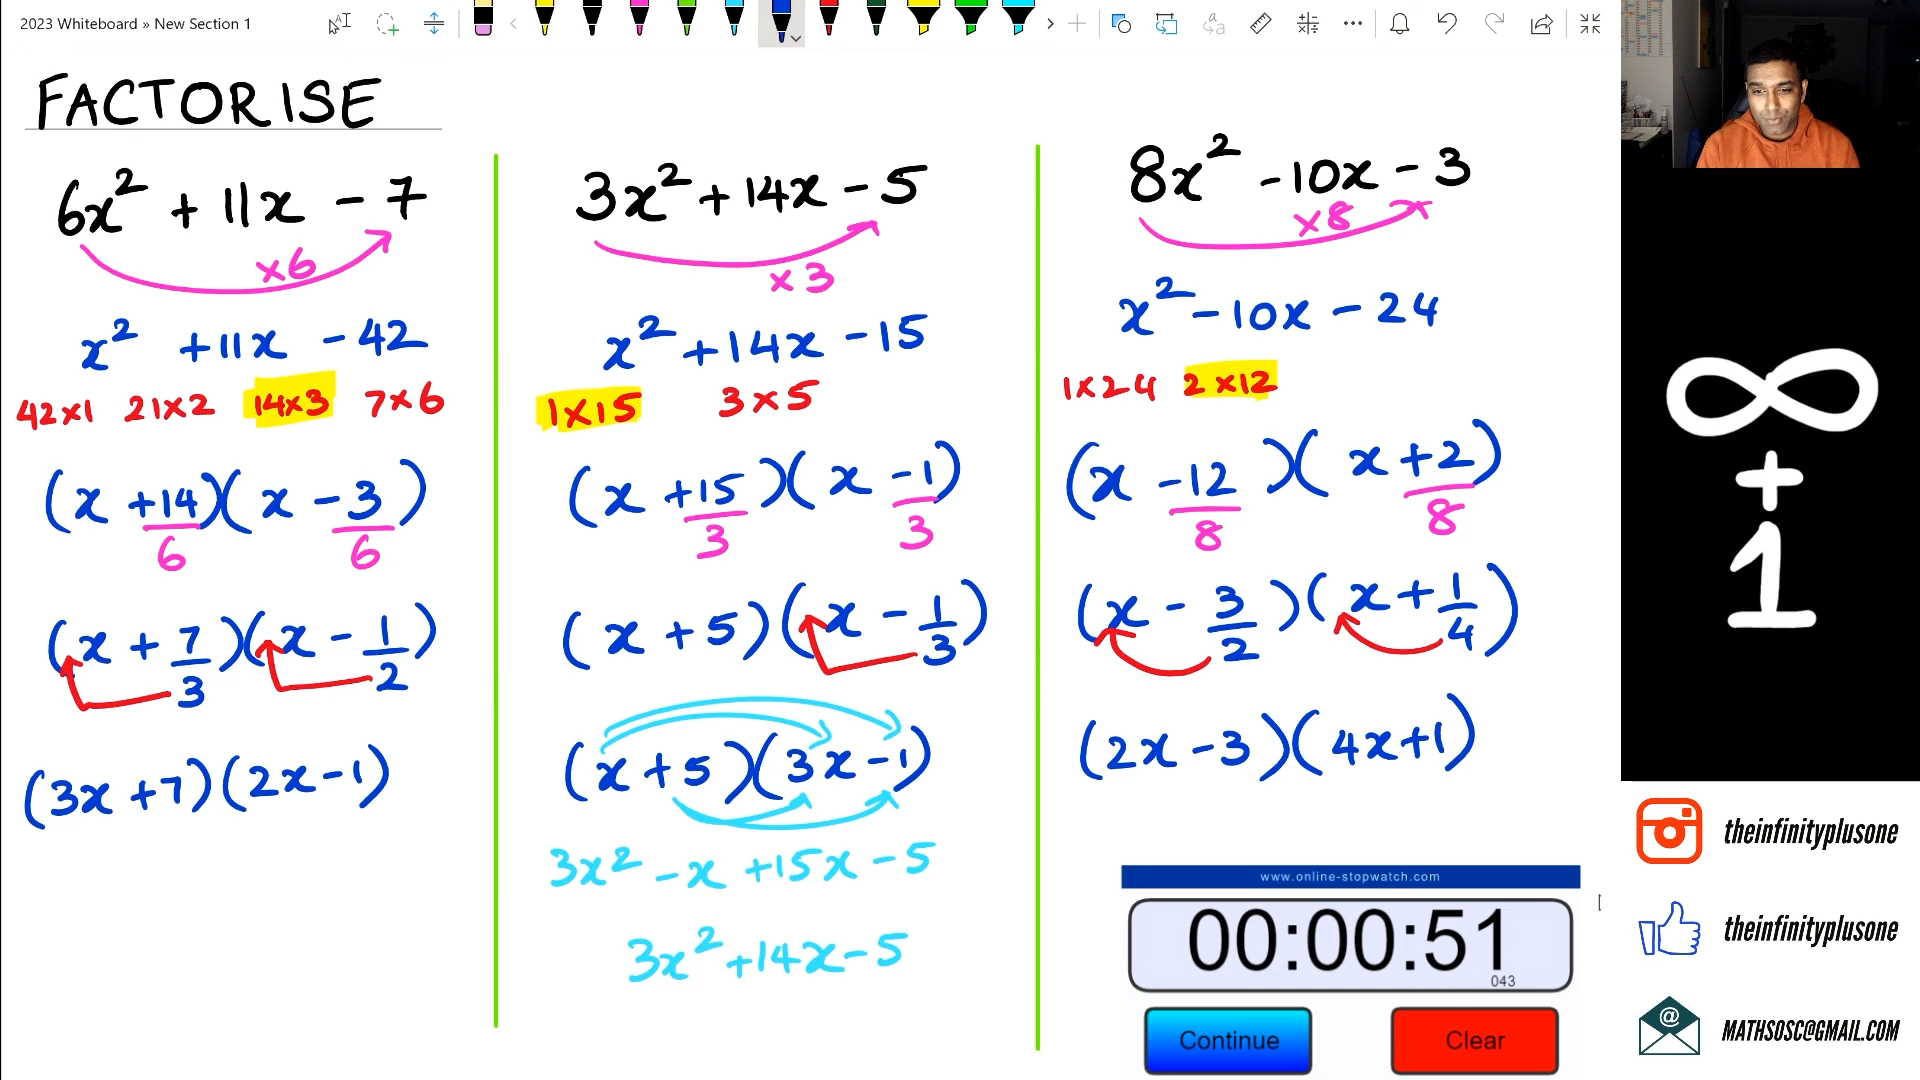 2023 Whiteboard » New Section 1
FACTORISE
6x² + 11x - 7
×6
x² +11x - 42
42×1 21×2 14×3 7×6
(x +14)(x - 3)
6 6
(x + 7/3)(x - 1/2)
(3x +7)(2x -1)
3x² + 14x - 5
×3
x² +14x -15
1×15 3×5
(x +15)(x -1)
3 3
(x +5)(x - 1/3)
(x +5)(3x -1)
3x² - x +15x - 5
3x² +14x - 5
8x² -10x - 3
×8
x² -10x - 24
1×24 2×12
(x -12)(x +2)
8 8
(x - 3/2)(x + 1/4)
(2x -3)(4x+1)
www.online-stopwatch.com
00:00:51
043
Continue Clear
∞
+
1
theinfinityplusone
theinfinityplusone
@
MATHSOSC@GMAIL.COM